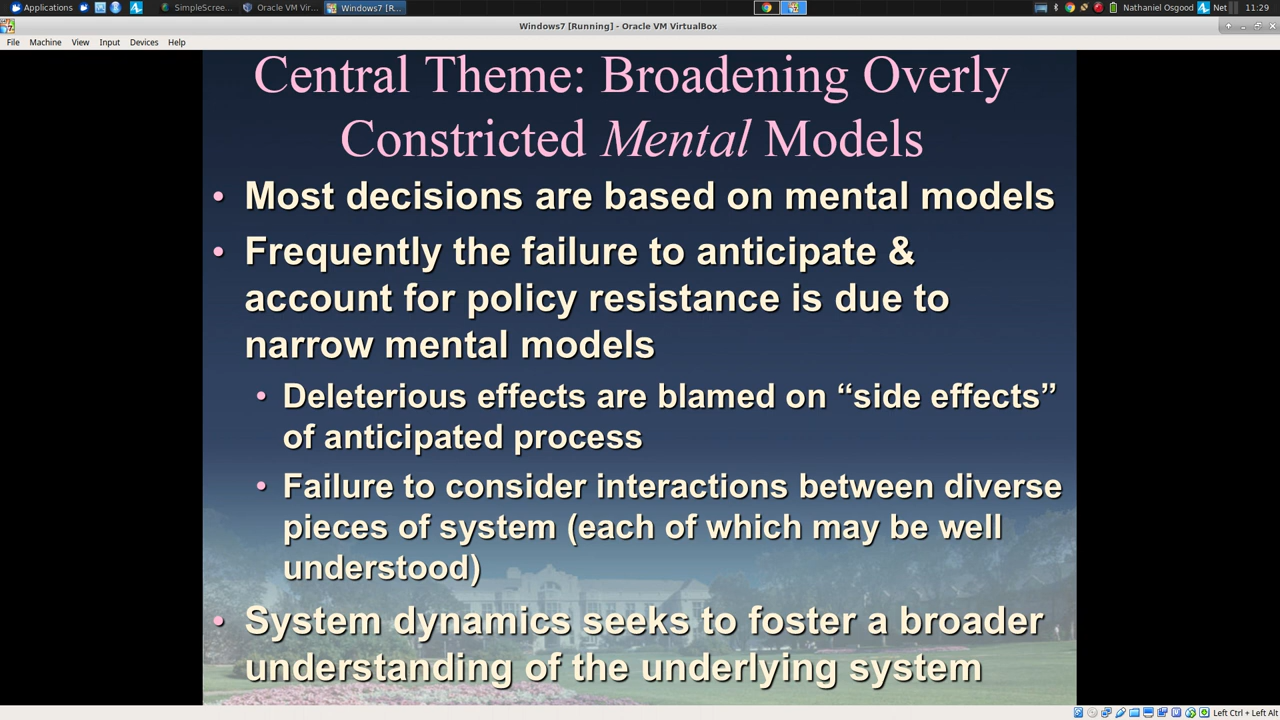 Applications
SimpleScree...
Oracle VM Vir...
Windows7 [R...
Nathaniel Osgood
Net
11:29
Windows7 [Running] - Oracle VM VirtualBox
File Machine View Input Devices Help
Central Theme: Broadening Overly
Constricted Mental Models
• Most decisions are based on mental models
• Frequently the failure to anticipate &
account for policy resistance is due to
narrow mental models
• Deleterious effects are blamed on “side effects”
of anticipated process
• Failure to consider interactions between diverse
pieces of system (each of which may be well
understood)
• System dynamics seeks to foster a broader
understanding of the underlying system
Left Ctrl + Left Alt